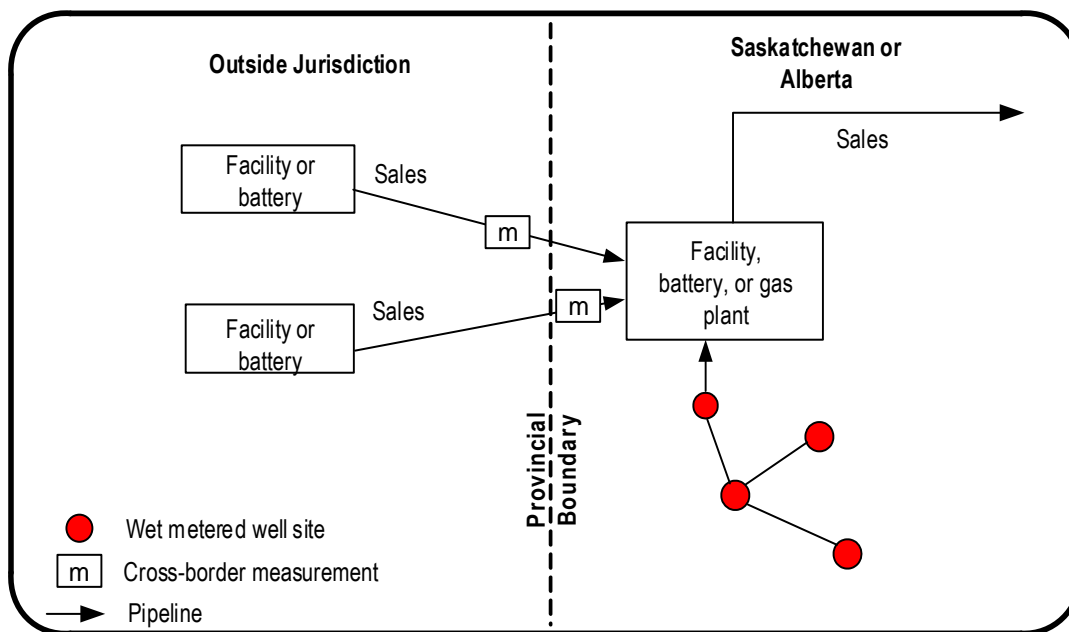 Outside Jurisdiction
Saskatchewan or
Alberta
Sales
Facility or
battery
Sales
m
Facility,
battery, or gas
plant
Facility or
battery
Sales
m
Provincial
Boundary
Wet metered well site
m
Cross-border measurement
Pipeline